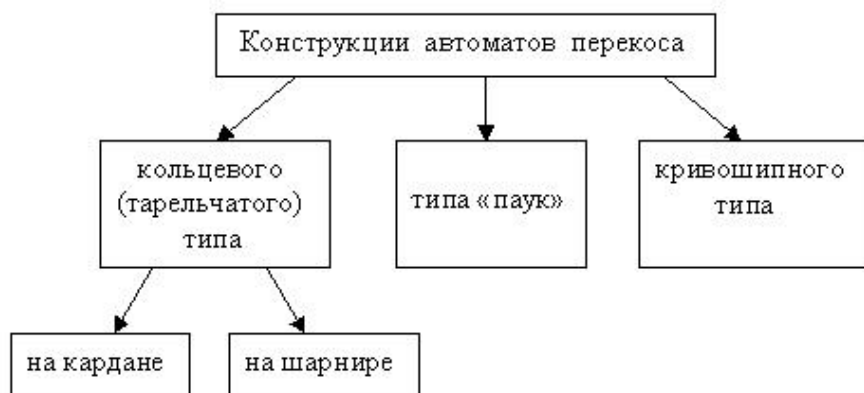 Конструкции автоматов перекоса
кольцевого
(тарельчатого)
типа
типа «паук»
кривошипного
типа
на кардане
на шарнире